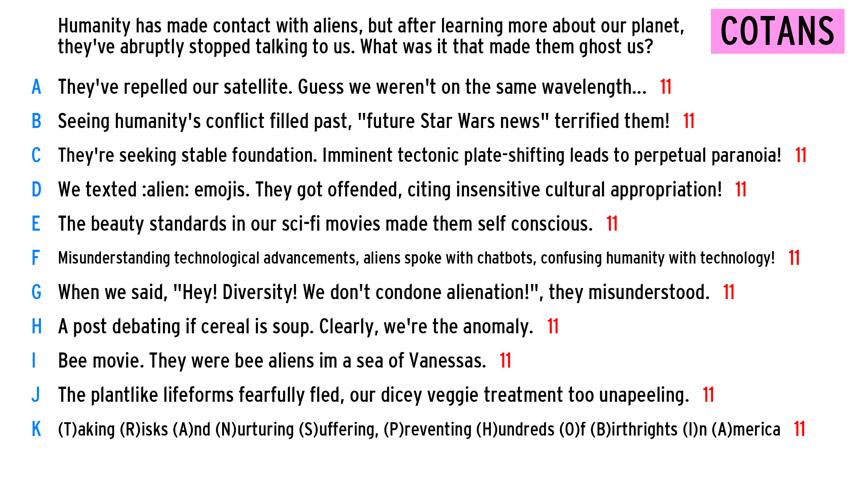 Humanity has made contact with aliens, but after learning more about our planet,
they've abruptly stopped talking to us. What was it that made them ghost us?
COTANS
A They've repelled our satellite. Guess we weren't on the same wavelength... 11
B Seeing humanity's conflict filled past, "future Star Wars news" terrified them! 11
C They're seeking stable foundation. Imminent tectonic plate-shifting leads to perpetual paranoia! 11
D We texted :alien: emojis. They got offended, citing insensitive cultural appropriation! 11
E The beauty standards in our sci-fi movies made them self conscious. 11
F Misunderstanding technological advancements, aliens spoke with chatbots, confusing humanity with technology! 11
G When we said, "Hey! Diversity! We don't condone alienation!", they misunderstood. 11
H A post debating if cereal is soup. Clearly, we're the anomaly. 11
I Bee movie. They were bee aliens im a sea of Vanessas. 11
J The plantlike lifeforms fearfully fled, our dicey veggie treatment too unapeeling. 11
K (T)aking (R)isks (A)nd (N)urturing (S)uffering, (P)reventing (H)undreds (O)f (B)irthrights (I)n (A)merica 11